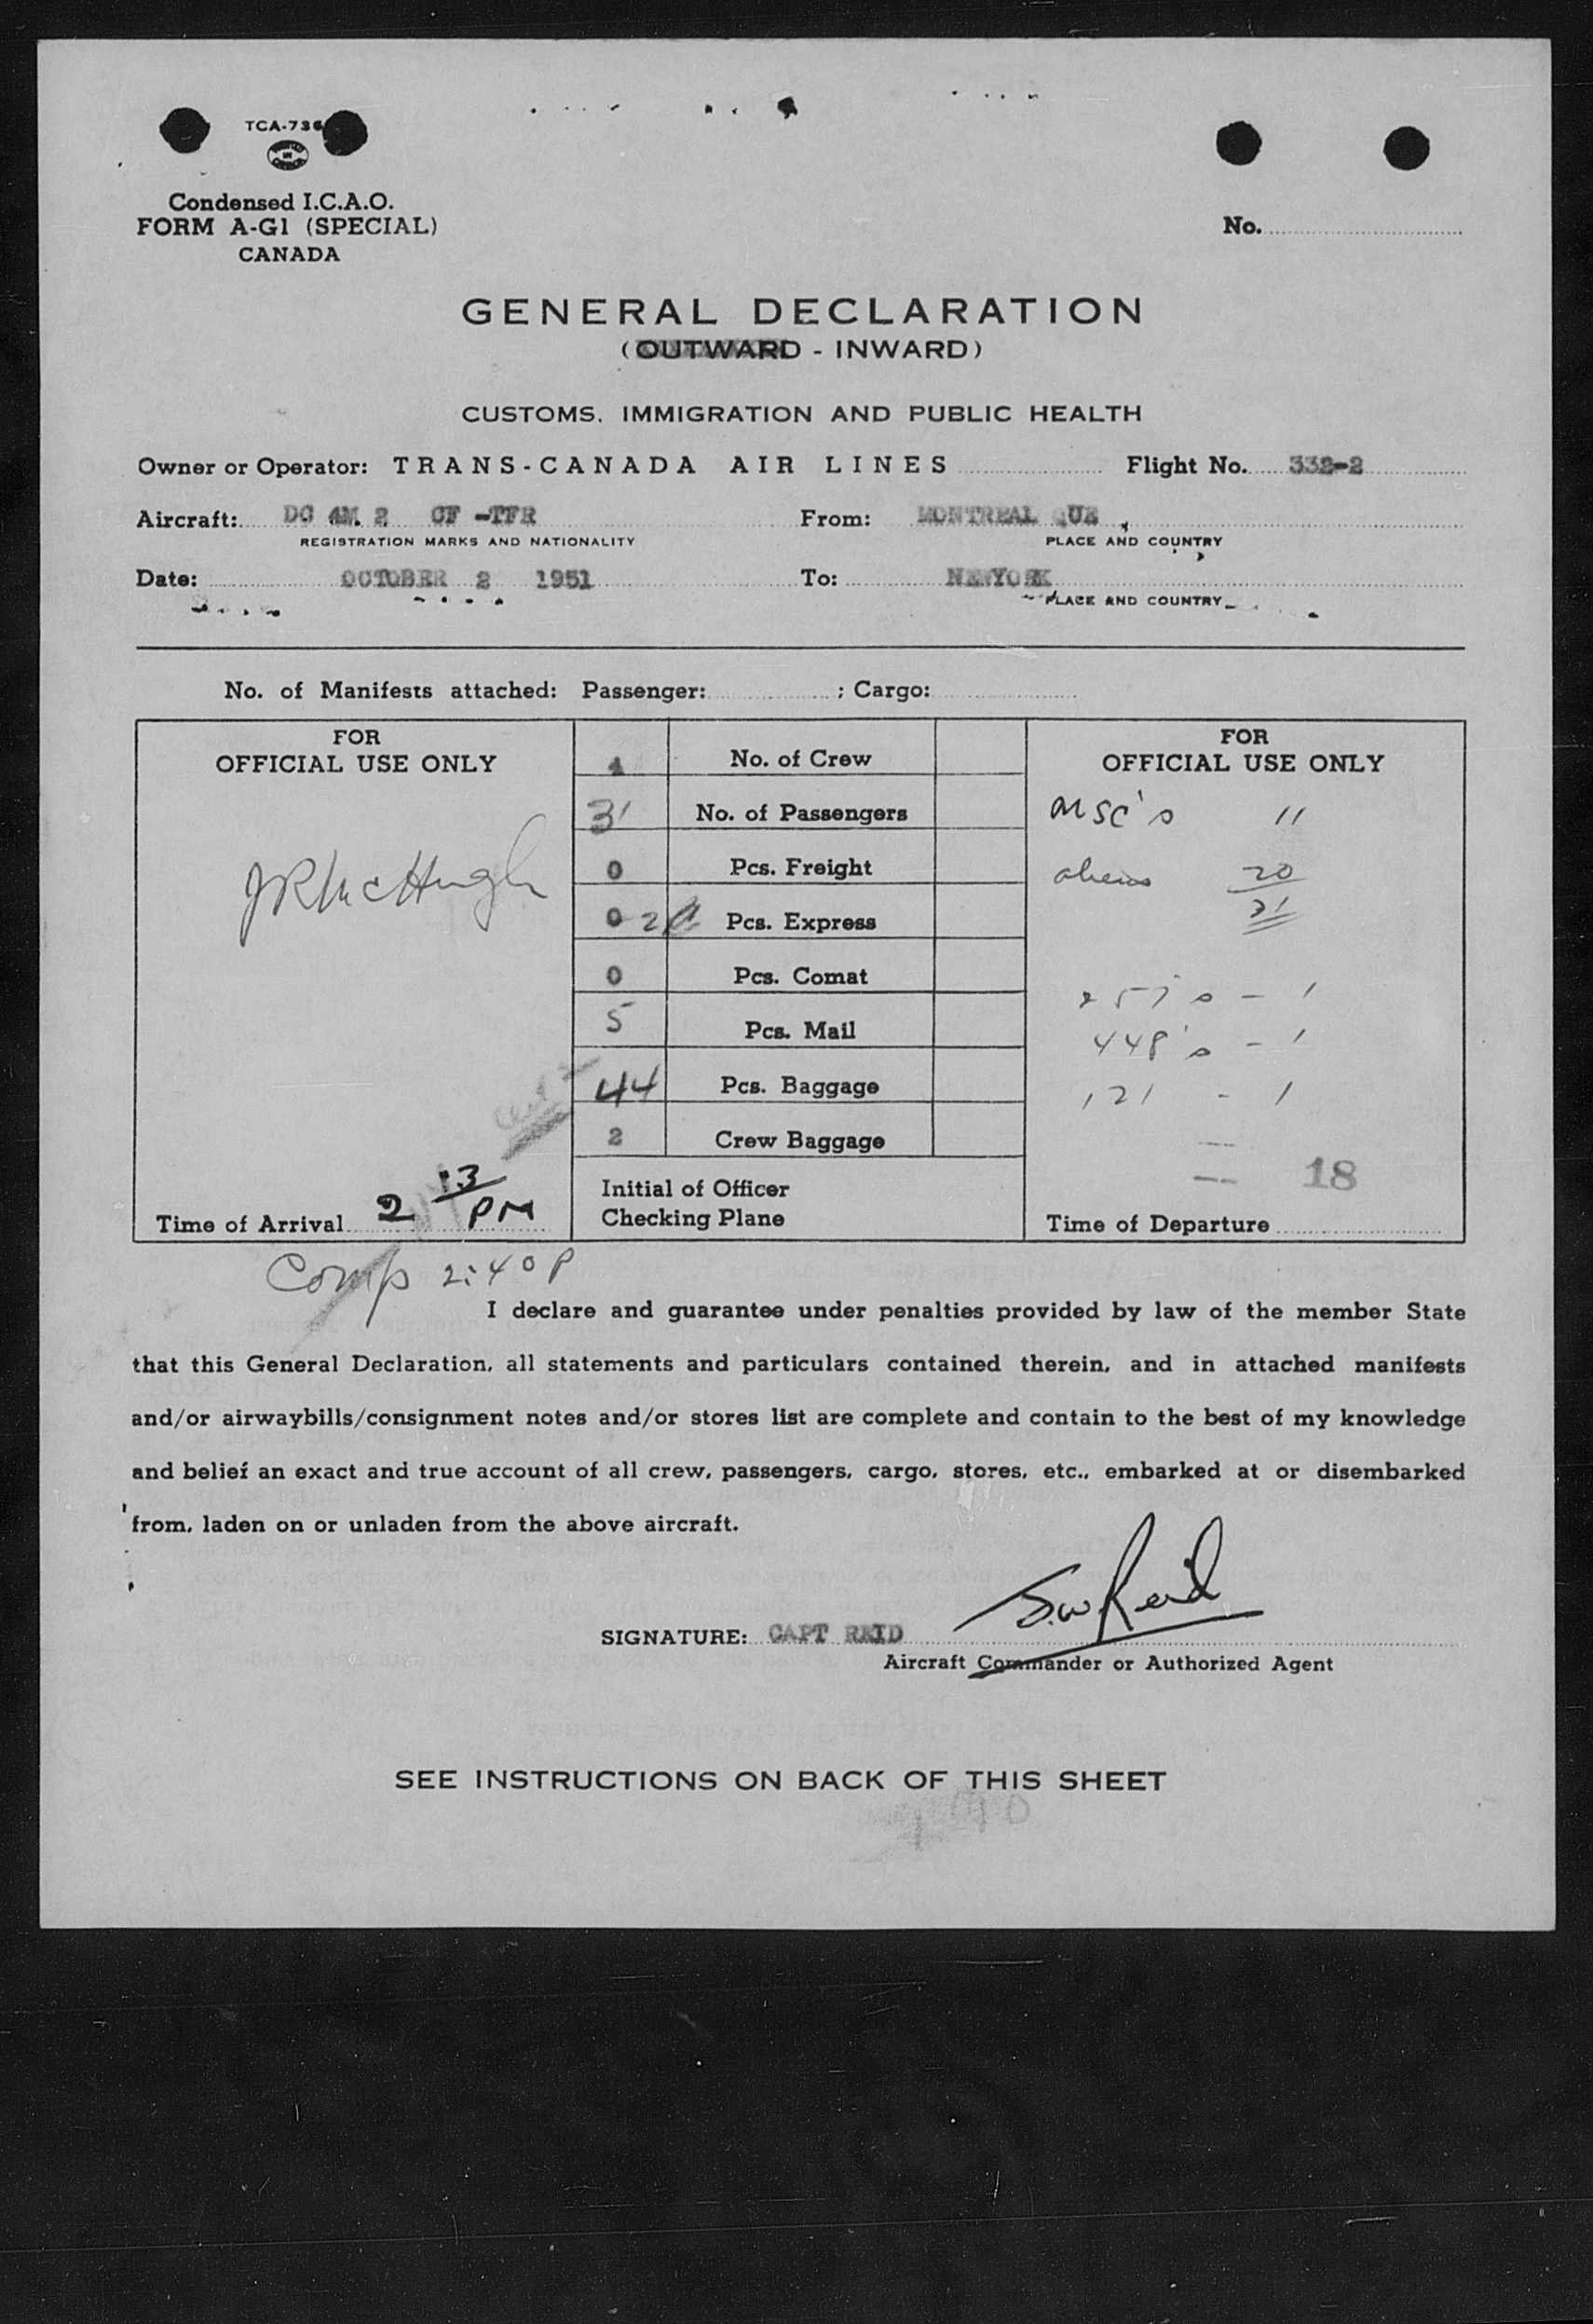 TCA-736
Condensed I.C.A.O.
FORM A-G1 (SPECIAL)
CANADA
No.
GENERAL DECLARATION
(OUTWARD - INWARD)
CUSTOMS, IMMIGRATION AND PUBLIC HEALTH
Owner or Operator: TRANS-CANADA AIR LINES Flight No. 332-2
Aircraft: DC 4M 2 CF -TFR From: MONTREAL QUE
REGISTRATION MARKS AND NATIONALITY PLACE AND COUNTRY
Date: OCTOBER 2 1951 To: NEWYORK
PLACE AND COUNTRY
No. of Manifests attached: Passenger: ; Cargo:
FOR
OFFICIAL USE ONLY
JR McHugh
Time of Arrival 2 13 PM
4 No. of Crew
31 No. of Passengers
0 Pcs. Freight
0 2 Pcs. Express
0 Pcs. Comat
5 Pcs. Mail
44 Pcs. Baggage
2 Crew Baggage
Initial of Officer
Checking Plane
FOR
OFFICIAL USE ONLY
USC's 11
aliens 20
31
257's - 1
448's - 1
121 - 1
18
Time of Departure
Comp 2:40 P
I declare and guarantee under penalties provided by law of the member State
that this General Declaration, all statements and particulars contained therein, and in attached manifests
and/or airwaybills/consignment notes and/or stores list are complete and contain to the best of my knowledge
and belief an exact and true account of all crew, passengers, cargo, stores, etc., embarked at or disembarked
from, laden on or unladen from the above aircraft.
S.W Reid
SIGNATURE: CAPT REID
Aircraft Commander or Authorized Agent
SEE INSTRUCTIONS ON BACK OF THIS SHEET